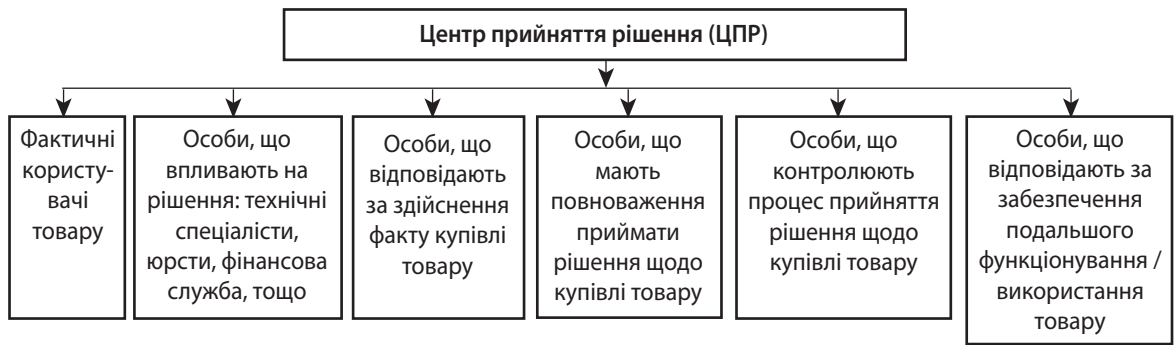 Центр прийняття рішення (ЦПР)
Фактичні
користу-
вачі
товару
Особи, що
впливають на
рішення: технічні
спеціалісти,
юрсти, фінансова
служба, тощо
Особи, що
відповідають
за здійснення
факту купівлі
товару
Особи, що
мають
повноваження
приймати
рішення щодо
купівлі товару
Особи, що
контролюють
процес прийняття
рішення щодо
купівлі товару
Особи, що
відповідають за
забезпечення
подальшого
функціонування /
використання
товару